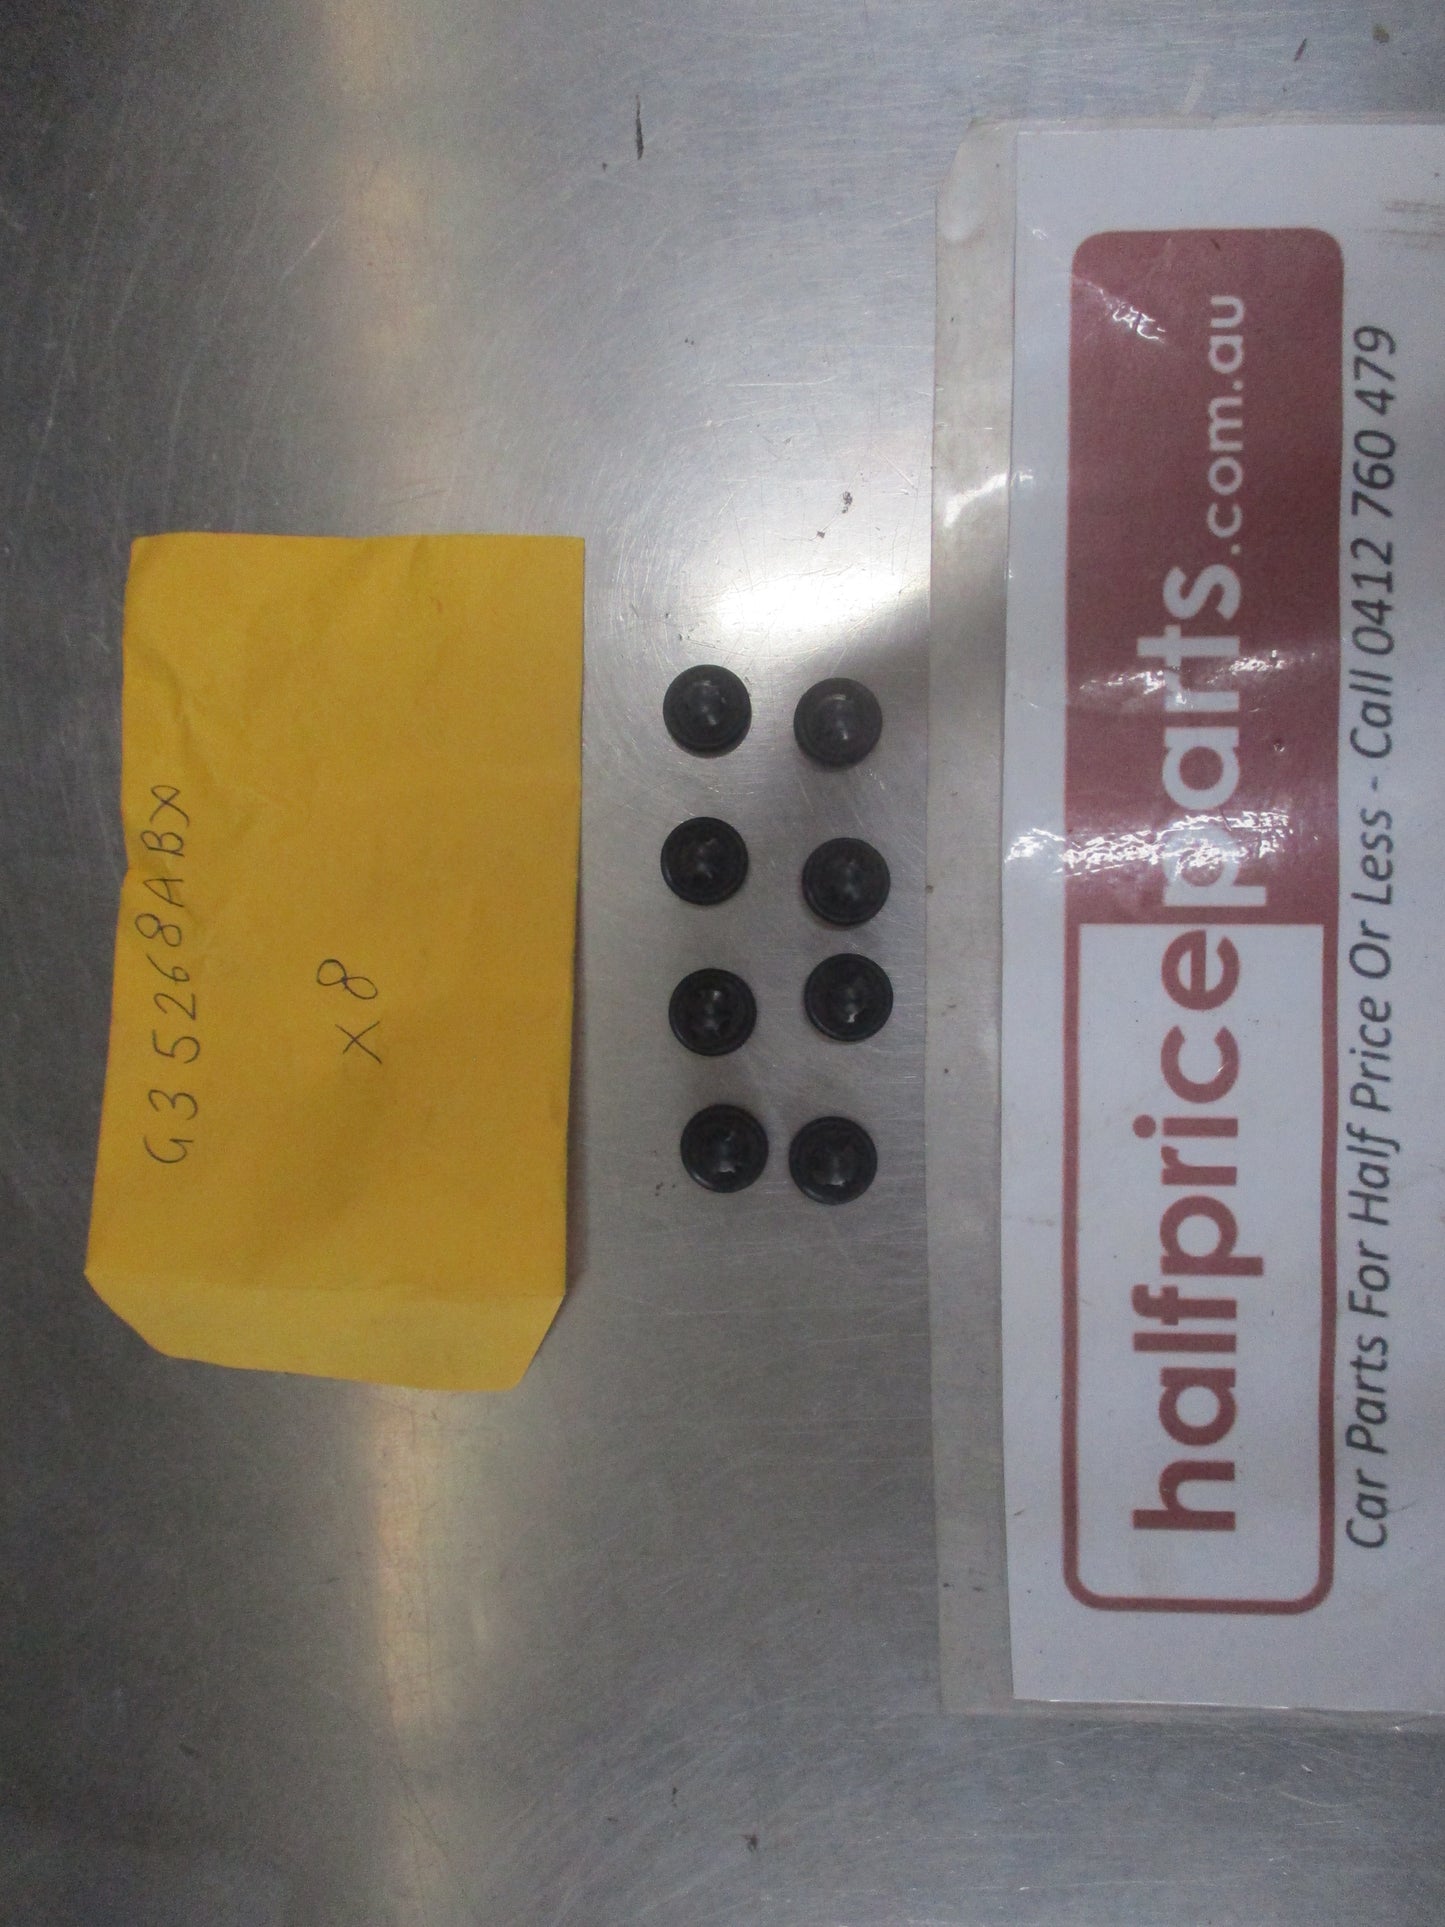 G35268ABX
x8
halfpriceparts.com.au
Car Parts For Half Price Or Less - Call 0412 760 479